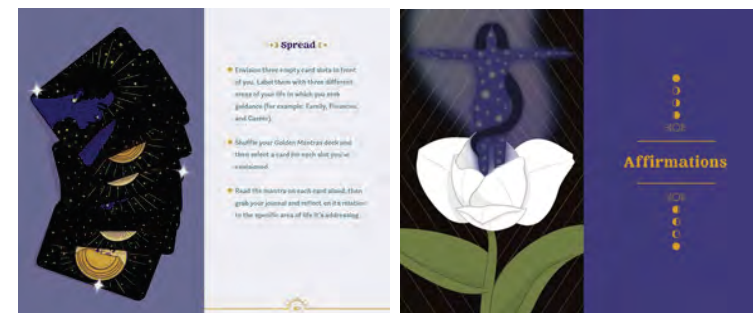 Spread
Envision three empty card slots in front
of you. Label them with three different
areas of your life in which you seek
guidance (for example: Family, Finances,
and Career).
Shuffle your Golden Mantras deck and
then select a card for each slot you've
envisioned.
Read the mantra on each card aloud, then
grab your journal and reflect on its relation
to the specific area of life it's addressing.
Affirmations